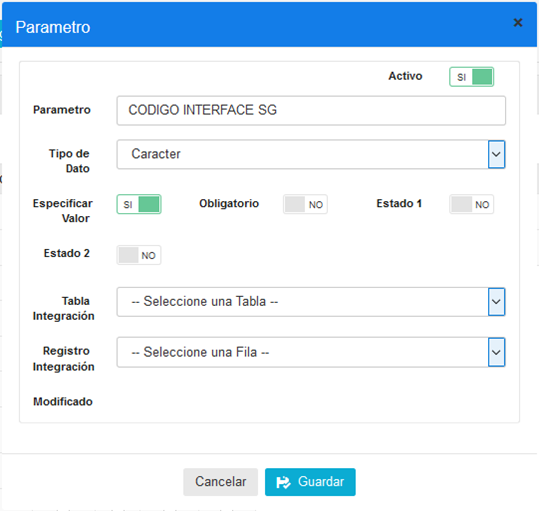 Parametro
×
Activo SI
Parametro CODIGO INTERFACE SG
Tipo de Dato Caracter
Especificar Valor SI Obligatorio NO Estado 1 NO
Estado 2 NO
Tabla Integración -- Seleccione una Tabla --
Registro Integración -- Seleccione una Fila --
Modificado
Cancelar Guardar